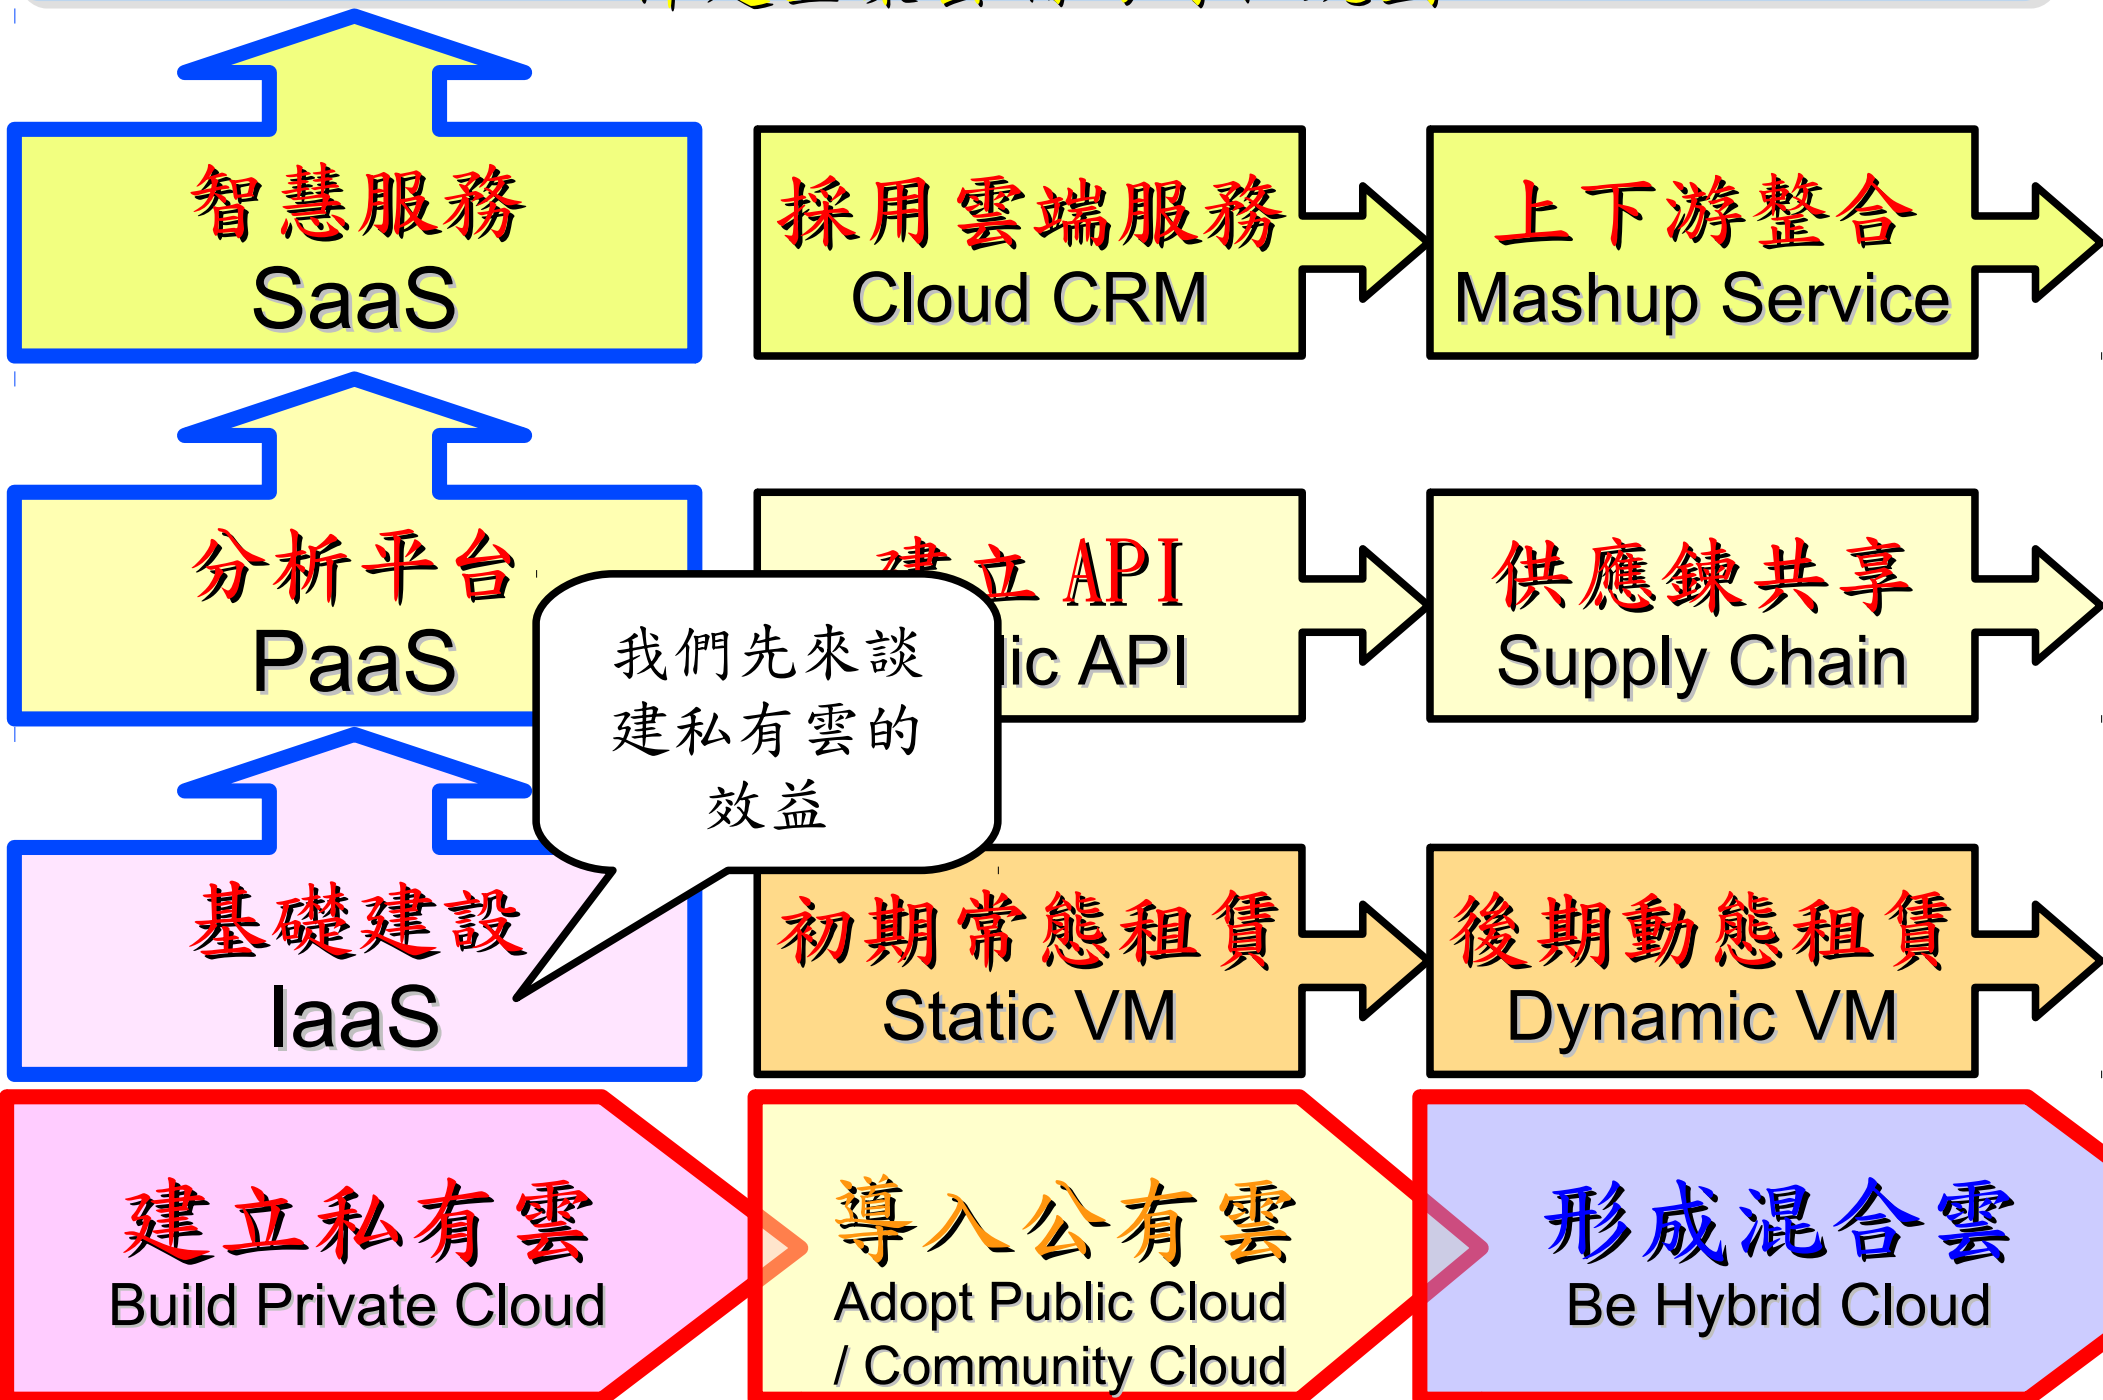 智慧服務
SaaS
採用雲端服務
Cloud CRM
上下游整合
Mashup Service
分析平台
PaaS
建立 API
API
供應鍊共享
Supply Chain
我們先來談
建私有雲的
效益
基礎建設
IaaS
初期常態租賃
Static VM
後期動態租賃
Dynamic VM
建立私有雲
Build Private Cloud
導入公有雲
Adopt Public Cloud
/ Community Cloud
形成混合雲
Be Hybrid Cloud